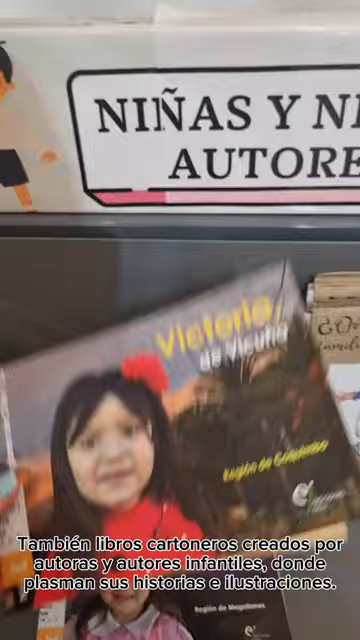 NIÑAS Y NI
AUTORE
Victoria
de Vicuña
Región de Coquimbo
También libros cartoneros creados por
autoras y autores infantiles, donde
plasman sus historias e ilustraciones.
Región de Magallanes